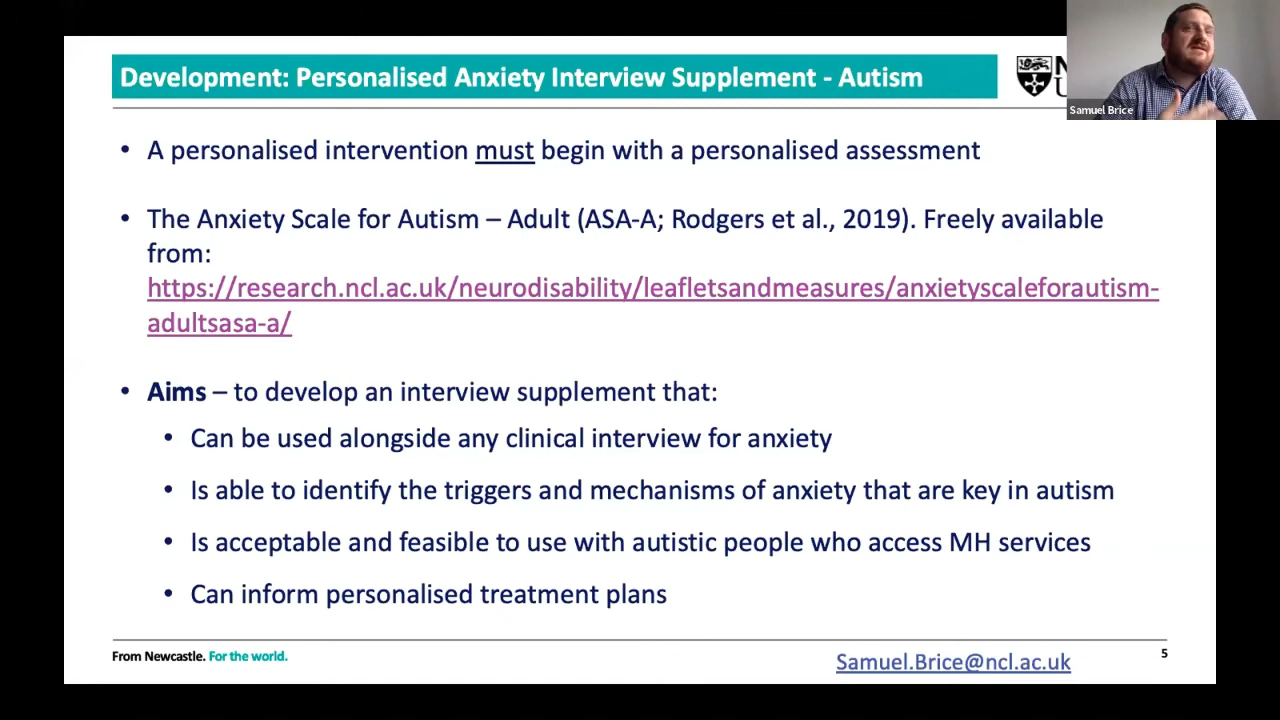 Development: Personalised Anxiety Interview Supplement - Autism
Samuel Brice
• A personalised intervention must begin with a personalised assessment
• The Anxiety Scale for Autism – Adult (ASA-A; Rodgers et al., 2019). Freely available
from:
https://research.ncl.ac.uk/neurodisability/leafletsandmeasures/anxietyscaleforautism-
adultsasa-a/
• Aims – to develop an interview supplement that:
• Can be used alongside any clinical interview for anxiety
• Is able to identify the triggers and mechanisms of anxiety that are key in autism
• Is acceptable and feasible to use with autistic people who access MH services
• Can inform personalised treatment plans
From Newcastle. For the world.
5
Samuel.Brice@ncl.ac.uk